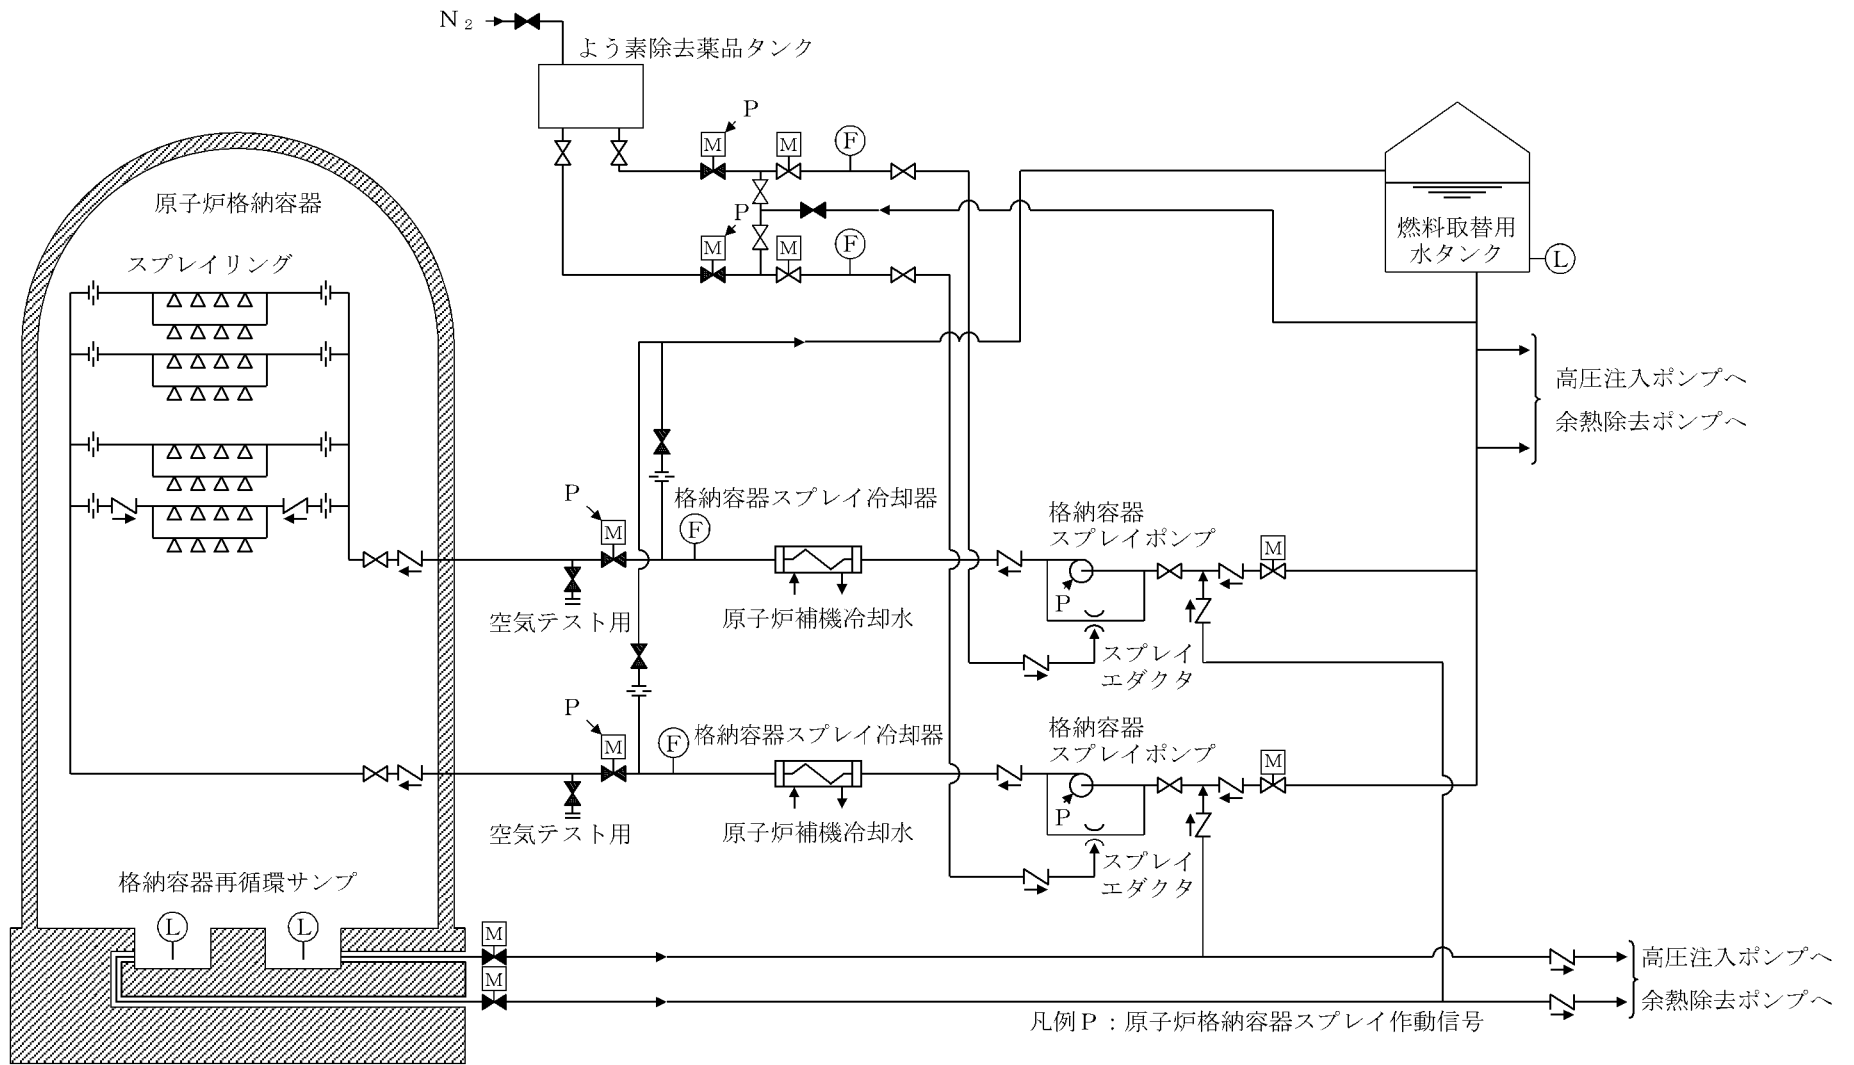 N₂
よう素除去薬品タンク
P
M
M
F
原子炉格納容器
P
M
M
F
燃料取替用
水タンク
L
スプレイリング
高圧注入ポンプへ
余熱除去ポンプへ
P
M
格納容器スプレイ冷却器
F
格納容器
スプレイポンプ
M
P
空気テスト用
原子炉補機冷却水
スプレイ
エダクタ
P
M
F
格納容器スプレイ冷却器
格納容器
スプレイポンプ
M
P
空気テスト用
原子炉補機冷却水
スプレイ
エダクタ
格納容器再循環サンプ
L
L
M
M
高圧注入ポンプへ
余熱除去ポンプへ
凡例P：原子炉格納容器スプレイ作動信号